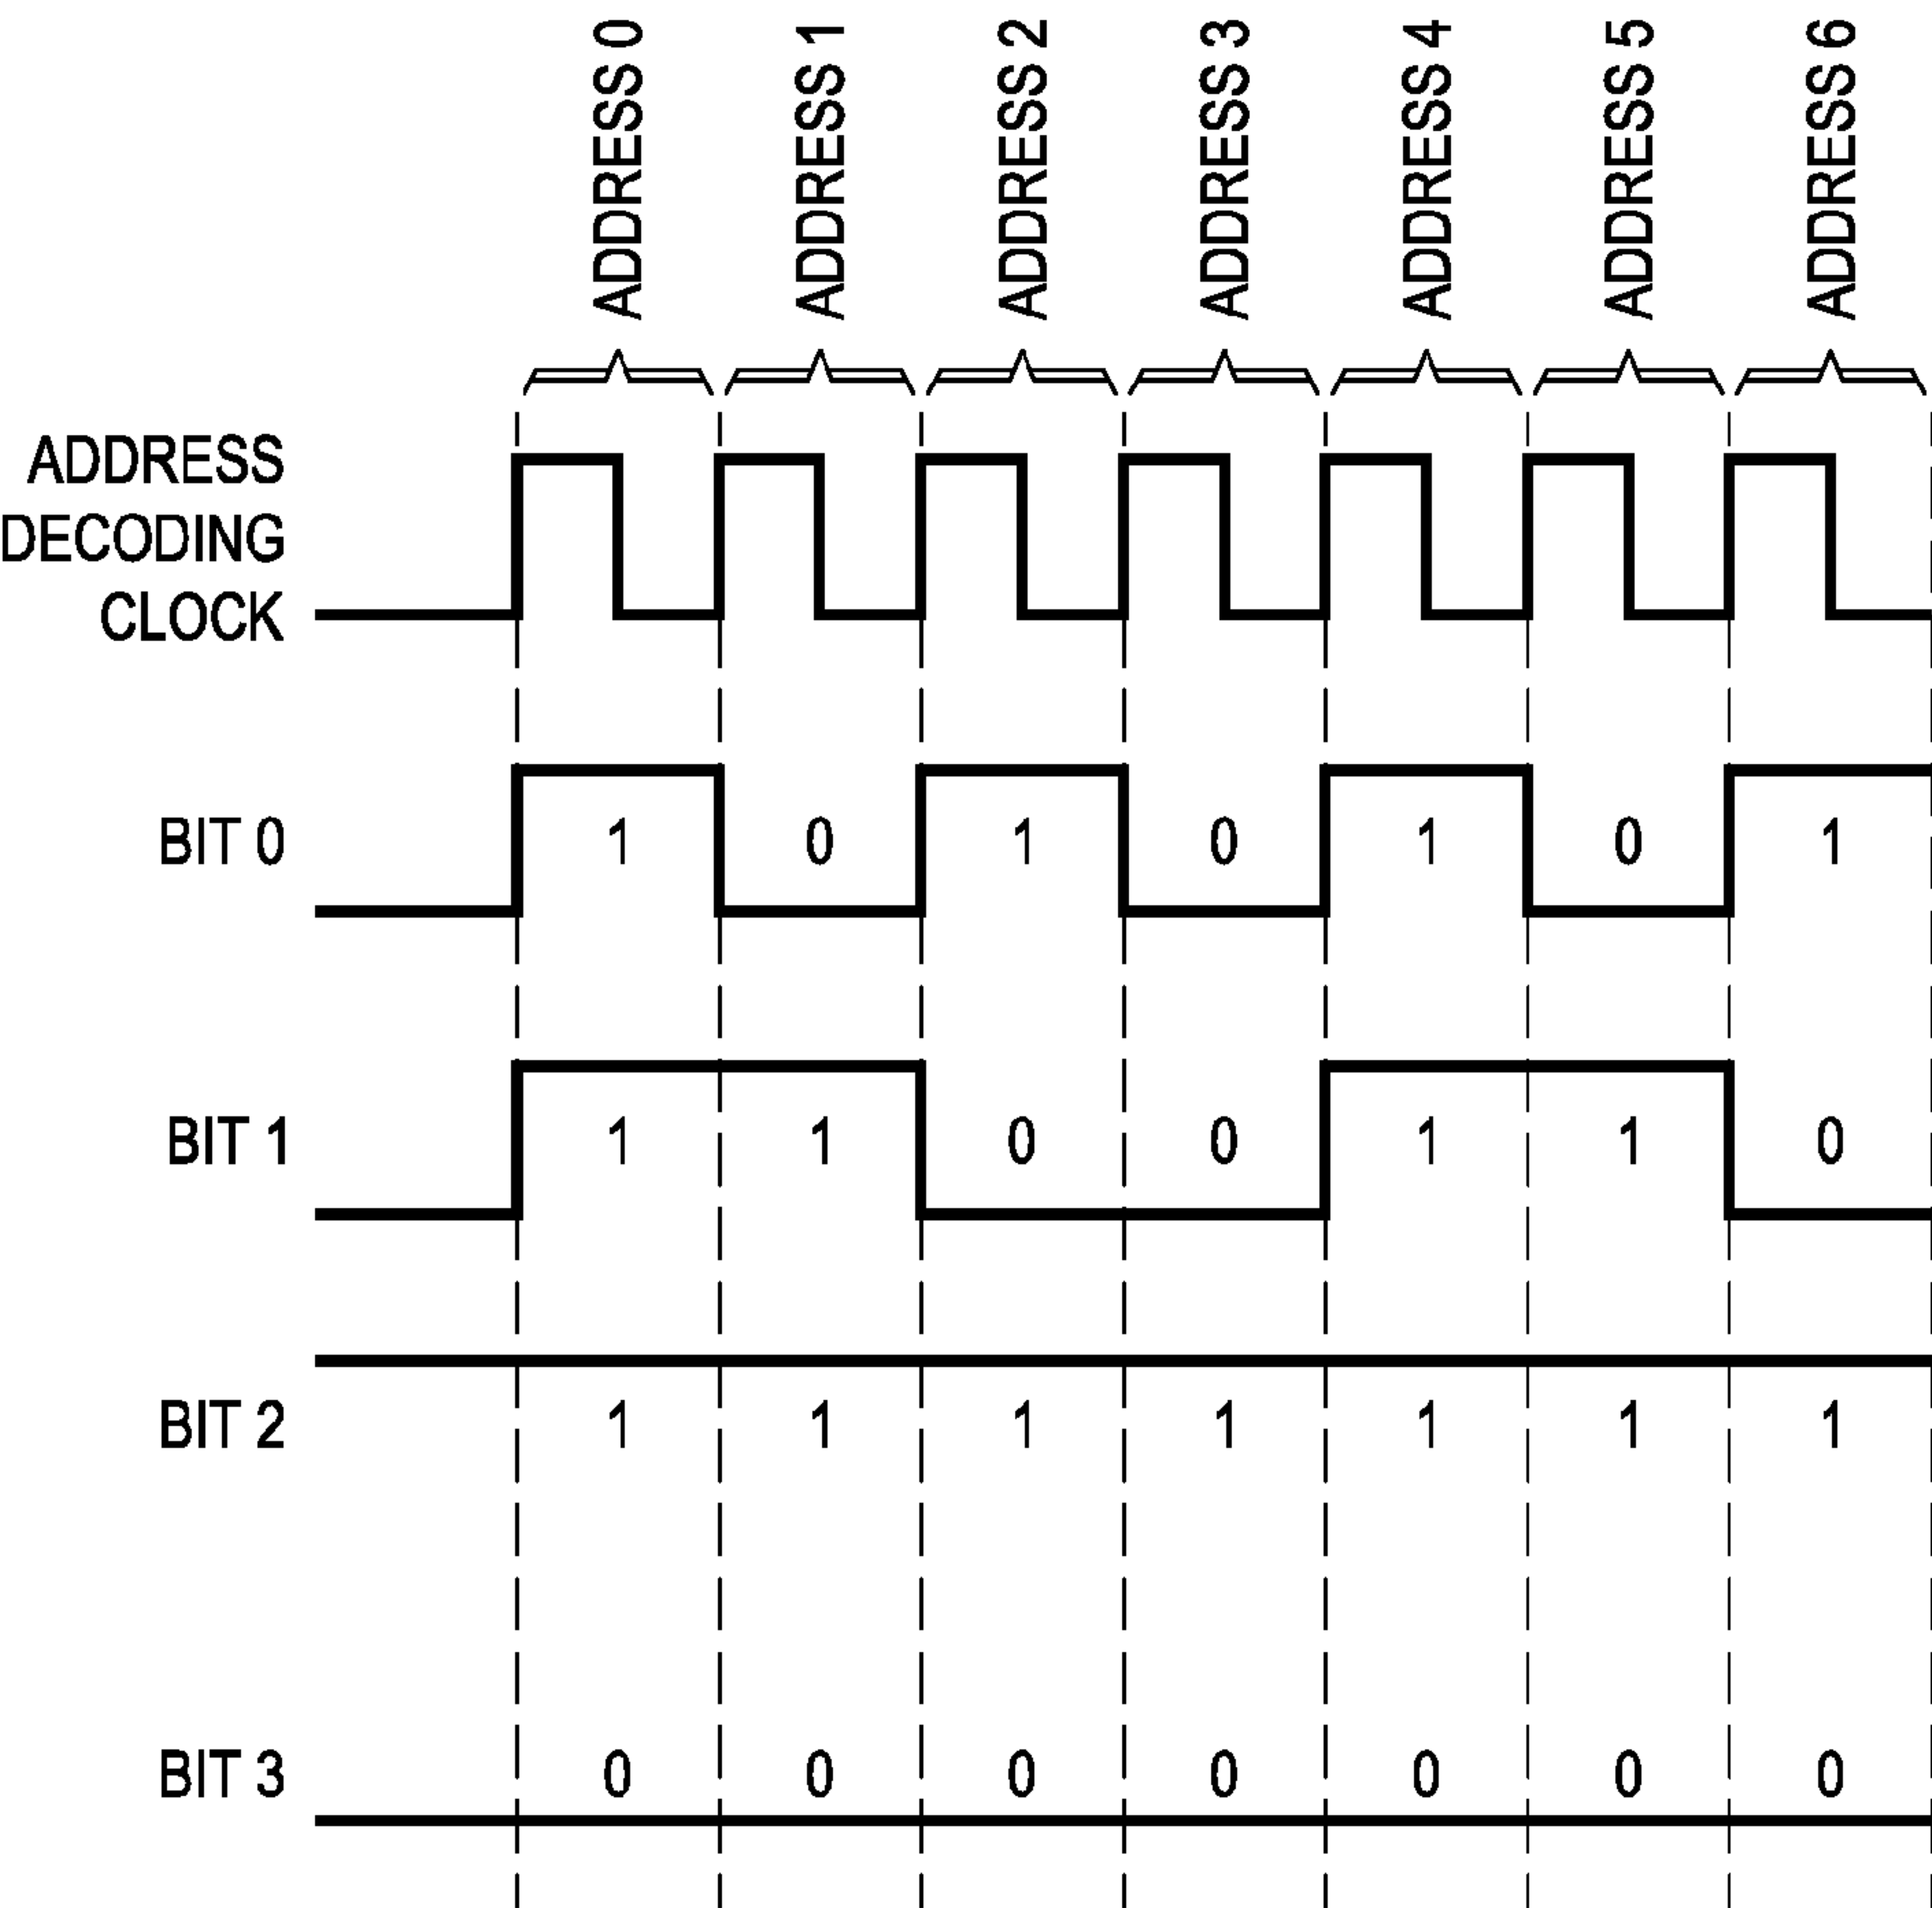 ADDRESS 0
ADDRESS 1
ADDRESS 2
ADDRESS 3
ADDRESS 4
ADDRESS 5
ADDRESS 6
ADDRESS
DECODING
CLOCK
BIT 0 1 0 1 0 1 0 1
BIT 1 1 1 0 0 1 1 0
BIT 2 1 1 1 1 1 1 1
BIT 3 0 0 0 0 0 0 0